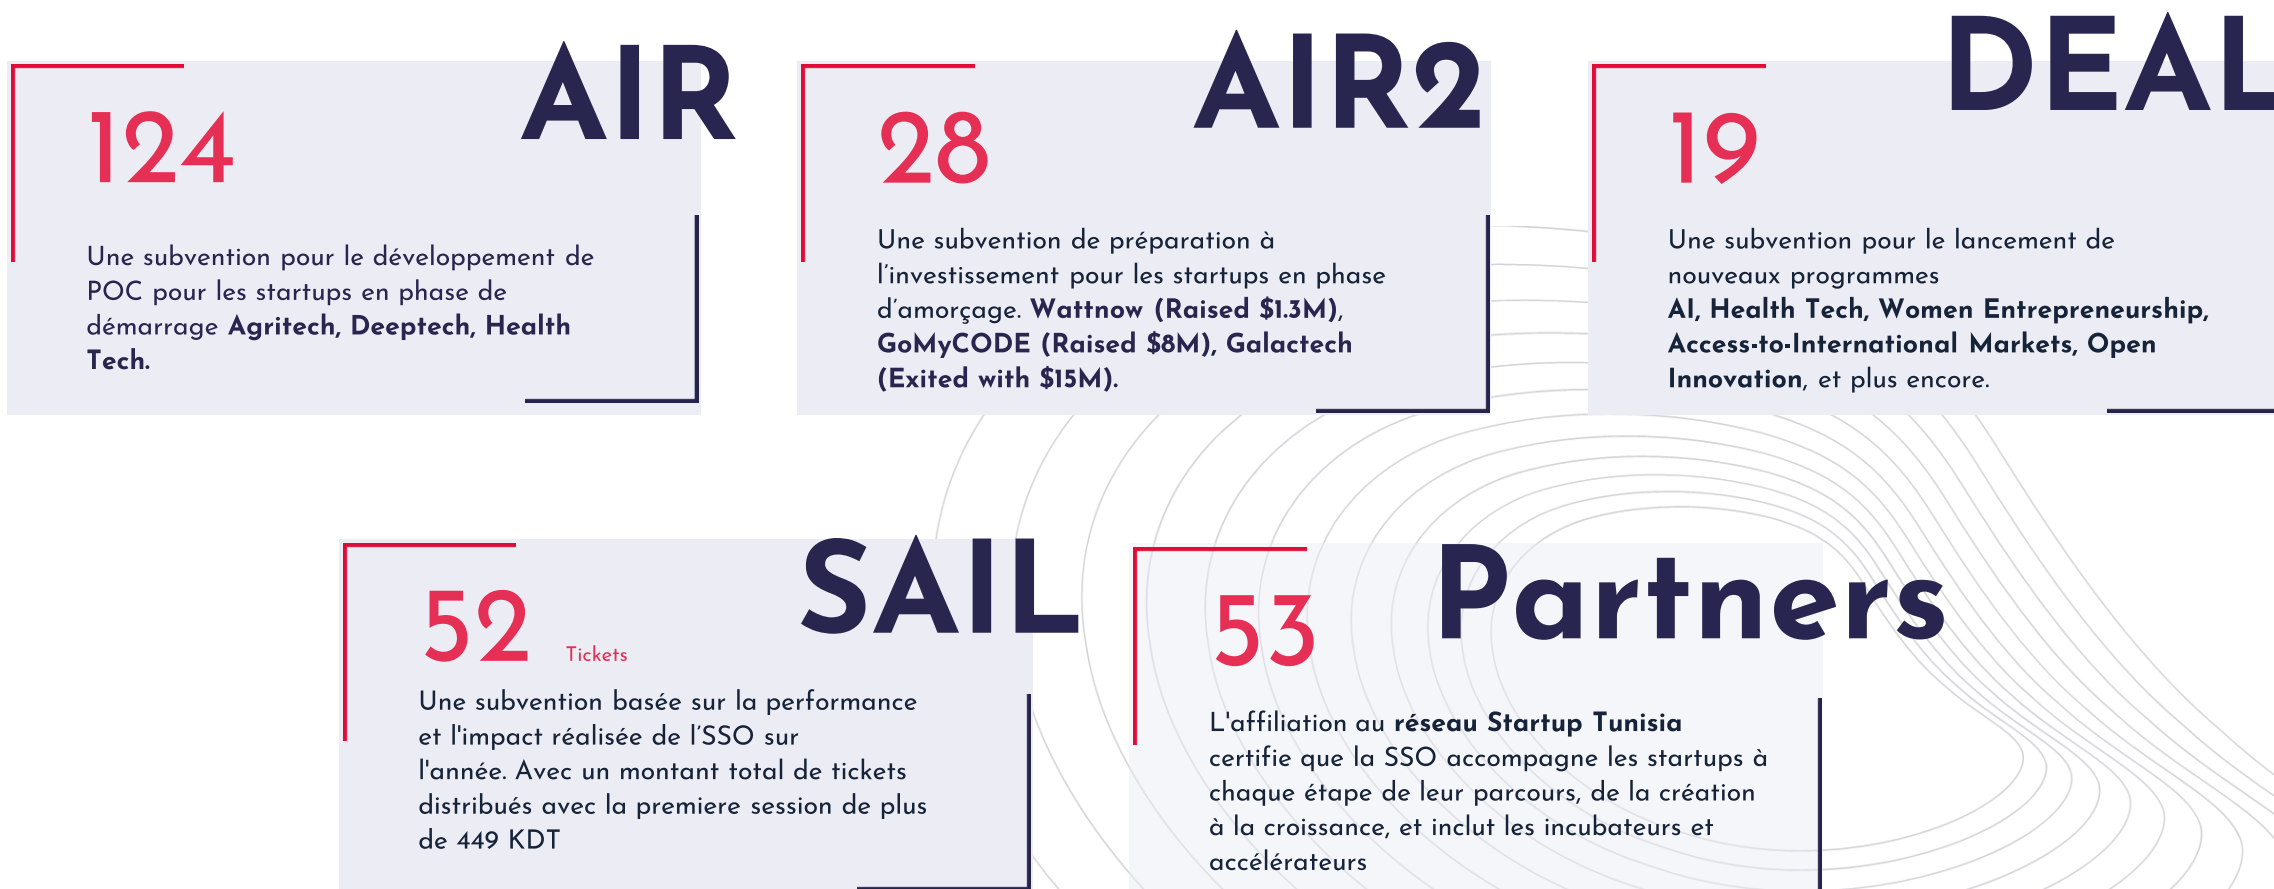 AIR
124
Une subvention pour le développement de
POC pour les startups en phase de
démarrage Agritech, Deeptech, Health
Tech.
AIR2
28
Une subvention de préparation à
l'investissement pour les startups en phase
d'amorçage. Wattnow (Raised $1.3M),
GoMyCODE (Raised $8M), Galactech
(Exited with $15M).
DEAL
19
Une subvention pour le lancement de
nouveaux programmes
AI, Health Tech, Women Entrepreneurship,
Access-to-International Markets, Open
Innovation, et plus encore.
SAIL
52 Tickets
Une subvention basée sur la performance
et l'impact réalisée de l'SSO sur
l'année. Avec un montant total de tickets
distribués avec la premiere session de plus
de 449 KDT
Partners
53
L'affiliation au réseau Startup Tunisia
certifie que la SSO accompagne les startups à
chaque étape de leur parcours, de la création
à la croissance, et inclut les incubateurs et
accélérateurs